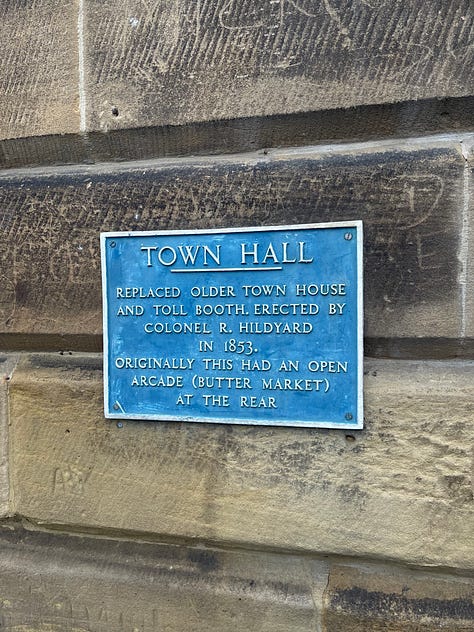 TOWN HALL
REPLACED OLDER TOWN HOUSE
AND TOLL BOOTH. ERECTED BY
COLONEL R. HILDYARD
IN 1853.
ORIGINALLY THIS HAD AN OPEN
ARCADE (BUTTER MARKET)
AT THE REAR